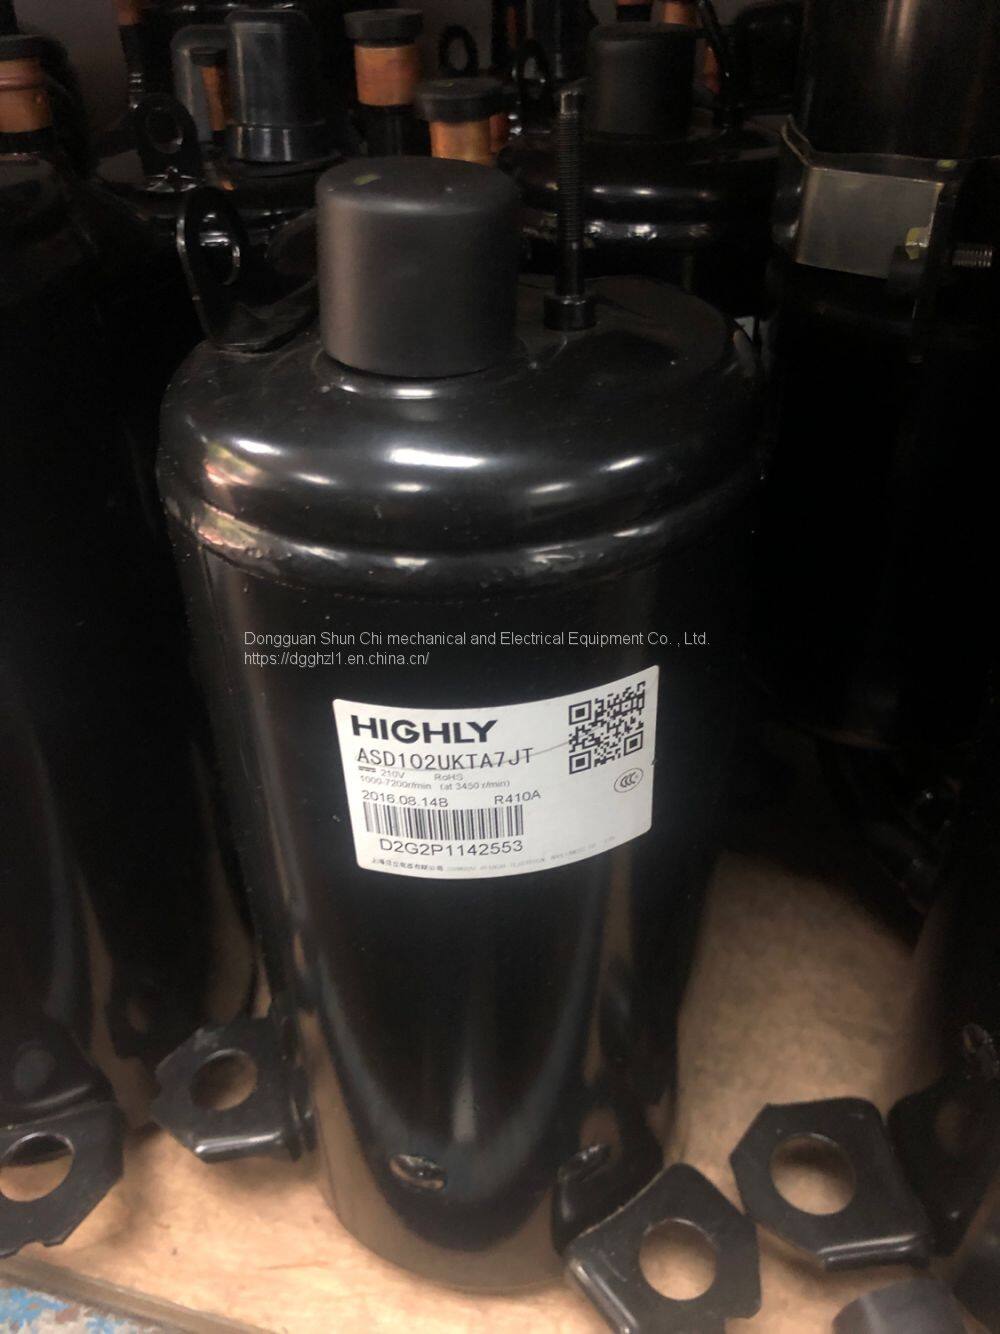 Dongguan Shun Chi mechanical and Electrical Equipment Co. , Ltd.
https://dgghzl1.en.china.cn/
HIGHLY
ASD102UKTA7JT
210V RoHS
1000-7200r/min (at 3450 r/min)
2016.08.14B R410A
D2G2P1142553